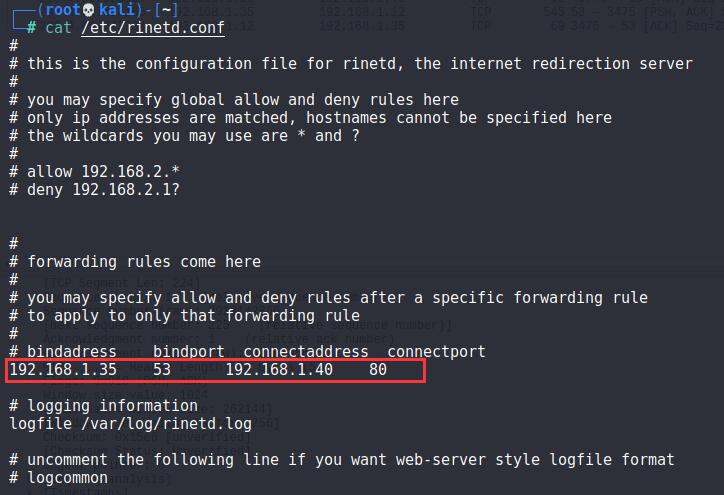 (root💀kali)-[~]
# cat /etc/rinetd.conf
#
# this is the configuration file for rinetd, the internet redirection server
#
# you may specify global allow and deny rules here
# only ip addresses are matched, hostnames cannot be specified here
# the wildcards you may use are * and ?
#
# allow 192.168.2.*
# deny 192.168.2.1?
#
# forwarding rules come here
#
# you may specify allow and deny rules after a specific forwarding rule
# to apply to only that forwarding rule
#
# bindadress    bindport  connectaddress  connectport
192.168.1.35    53      192.168.1.40    80
# logging information
logfile /var/log/rinetd.log
# uncomment the following line if you want web-server style logfile format
# logcommon